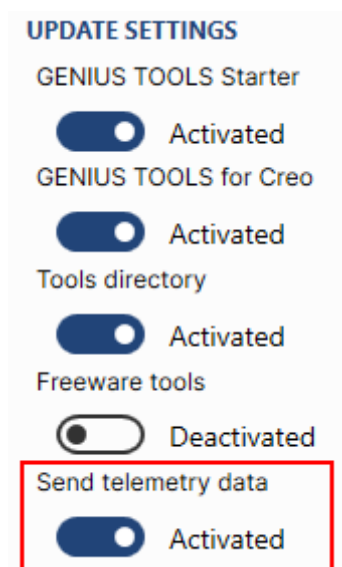 UPDATE SETTINGS
GENIUS TOOLS Starter
Activated
GENIUS TOOLS for Creo
Activated
Tools directory
Activated
Freeware tools
Deactivated
Send telemetry data
Activated